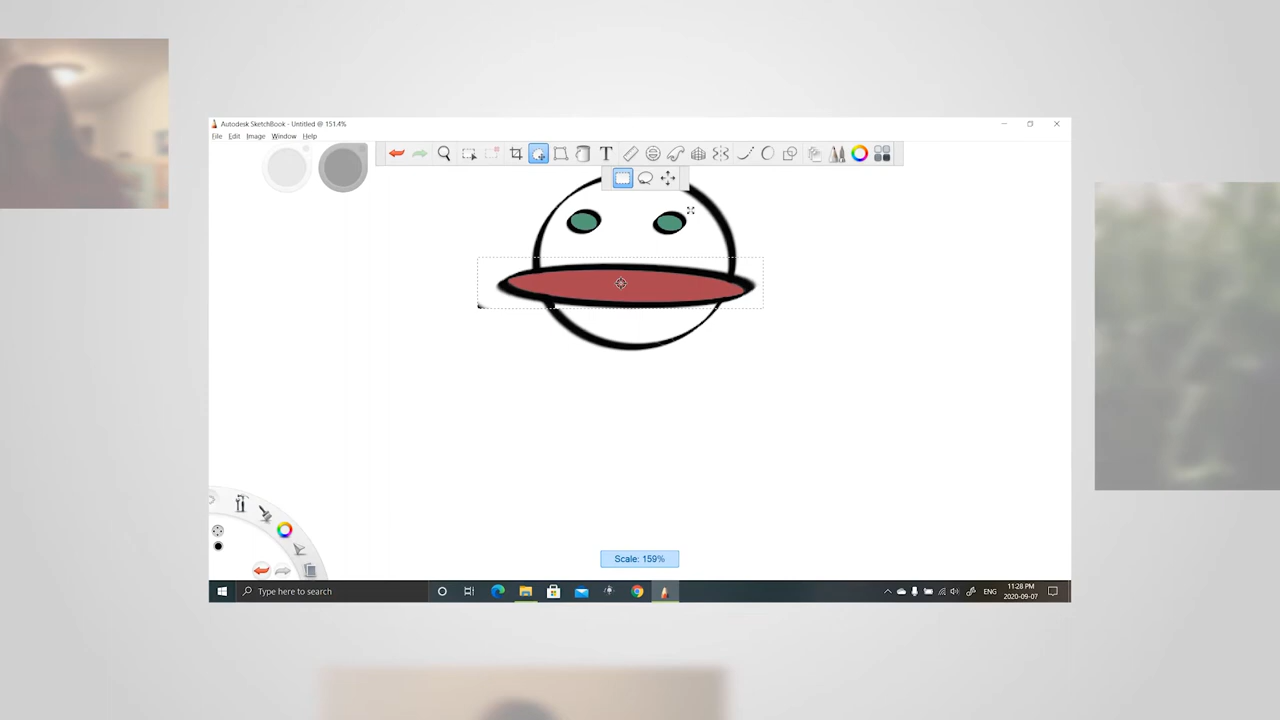 Autodesk SketchBook - Untitled @ 151.4%
File Edit Image Window Help
T
Scale: 159%
Type here to search
ENG
11:28 PM
2020-09-07